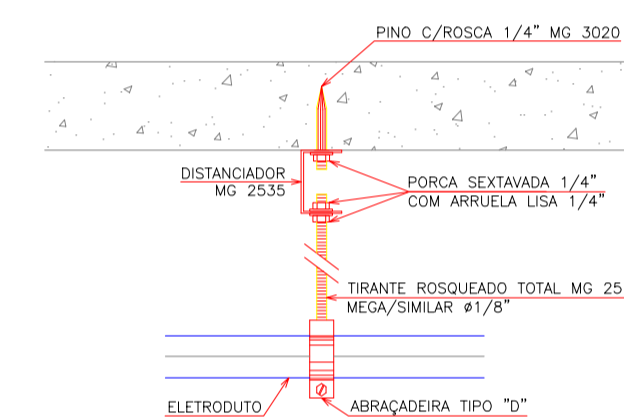 PINO C/ROSCA 1/4” MG 3020
DISTANCIADOR
MG 2535
PORCA SEXTAVADA 1/4”
COM ARRUELA LISA 1/4”
TIRANTE ROSQUEADO TOTAL MG 25
MEGA/SIMILAR ø1/8”
ELETRODUTO
ABRAÇADEIRA TIPO ”D”